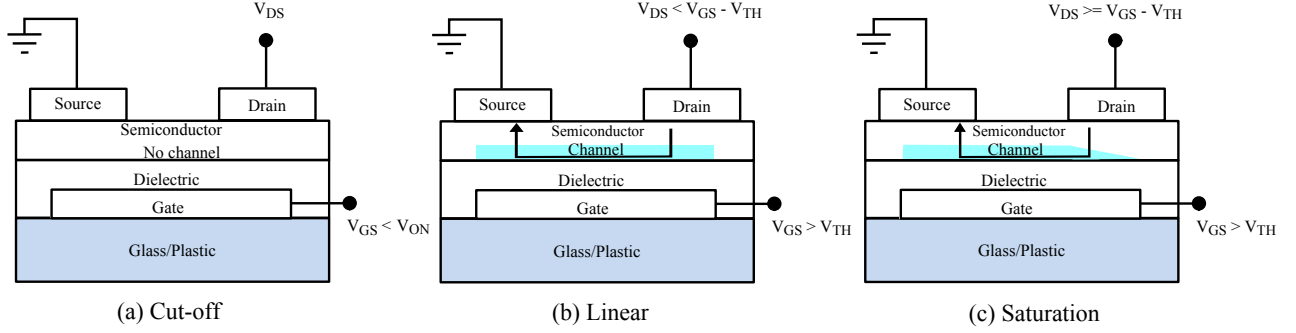 V_DS
Source
Drain
Semiconductor
No channel
Dielectric
Gate
V_GS < V_ON
Glass/Plastic
(a) Cut-off
V_DS < V_GS - V_TH
Source
Drain
Semiconductor
Channel
Dielectric
Gate
V_GS > V_TH
Glass/Plastic
(b) Linear
V_DS >= V_GS - V_TH
Source
Drain
Semiconductor
Channel
Dielectric
Gate
V_GS > V_TH
Glass/Plastic
(c) Saturation